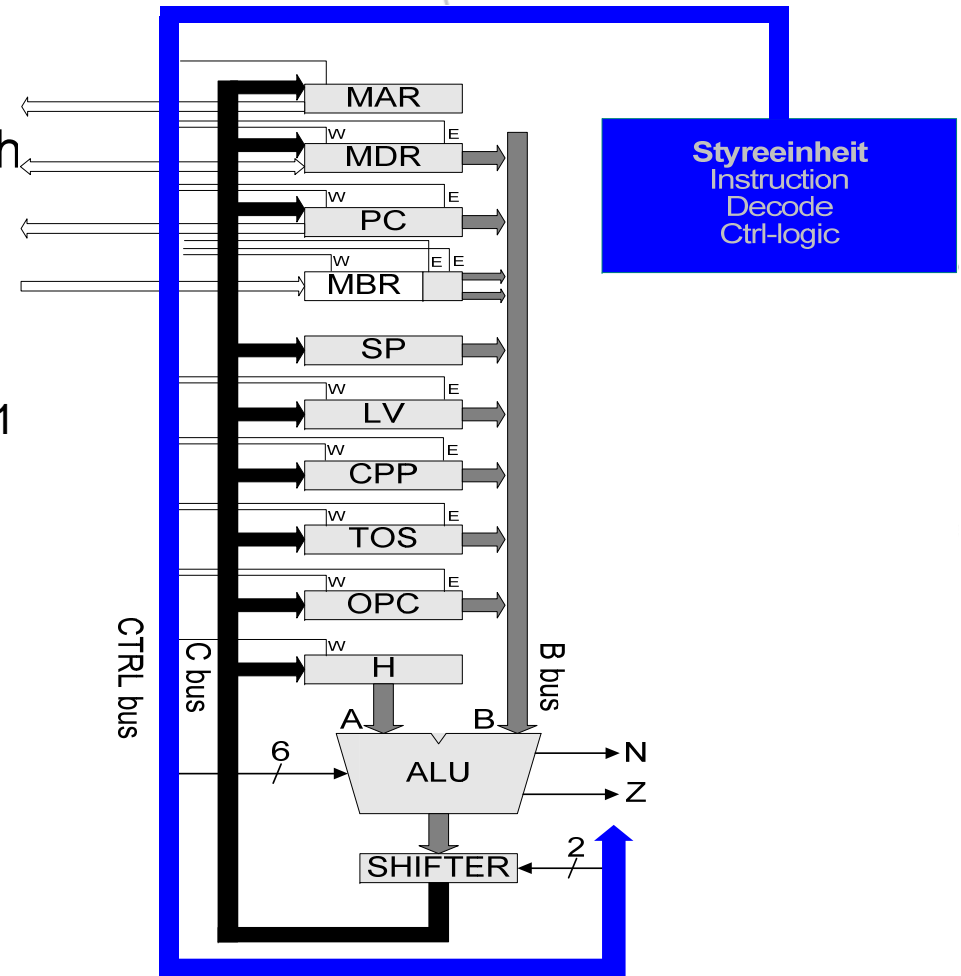 MAR
W
E
h
MDR
Styreeinheit
Instruction
Decode
Ctrl-logic
W
E
PC
W
E
E
MBR
SP
W
E
1
LV
W
E
CPP
W
E
TOS
W
E
OPC
W
H
CTRL bus
C bus
B bus
A
B
6
ALU
N
Z
2
SHIFTER